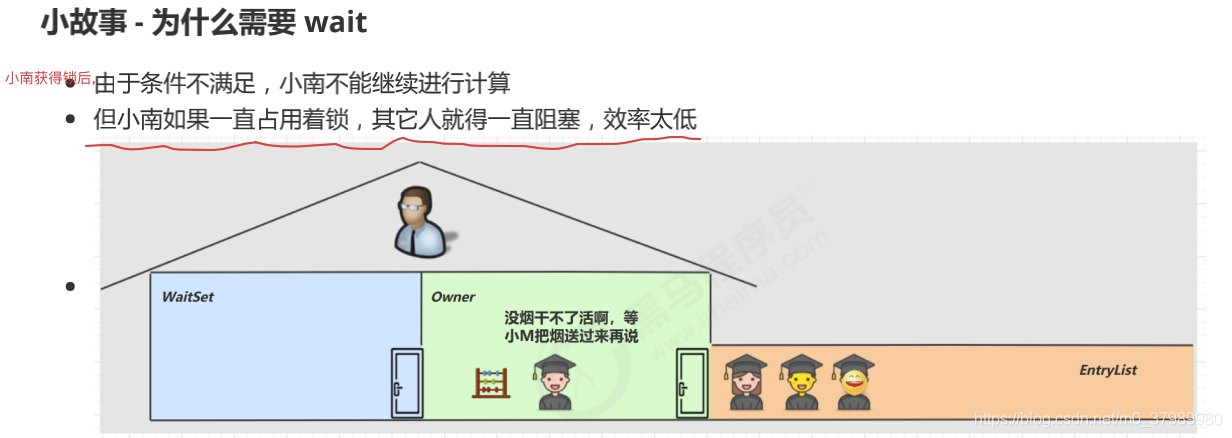 小故事 - 为什么需要 wait
小南获得锁后,
由于条件不满足，小南不能继续进行计算
但小南如果一直占用着锁，其它人就得一直阻塞，效率太低
WaitSet
Owner
没烟干不了活啊，等
小M把烟送过来再说
EntryList
黑马程序员
www.itheima.com
https://blog.csdn.net/m0_37989980